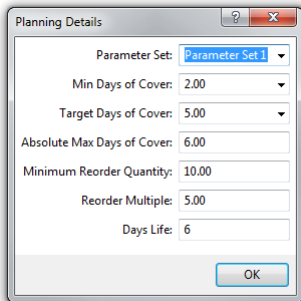 Planning Details
Parameter Set: Parameter Set 1
Min Days of Cover: 2.00
Target Days of Cover: 5.00
Absolute Max Days of Cover: 6.00
Minimum Reorder Quantity: 10.00
Reorder Multiple: 5.00
Days Life: 6
OK